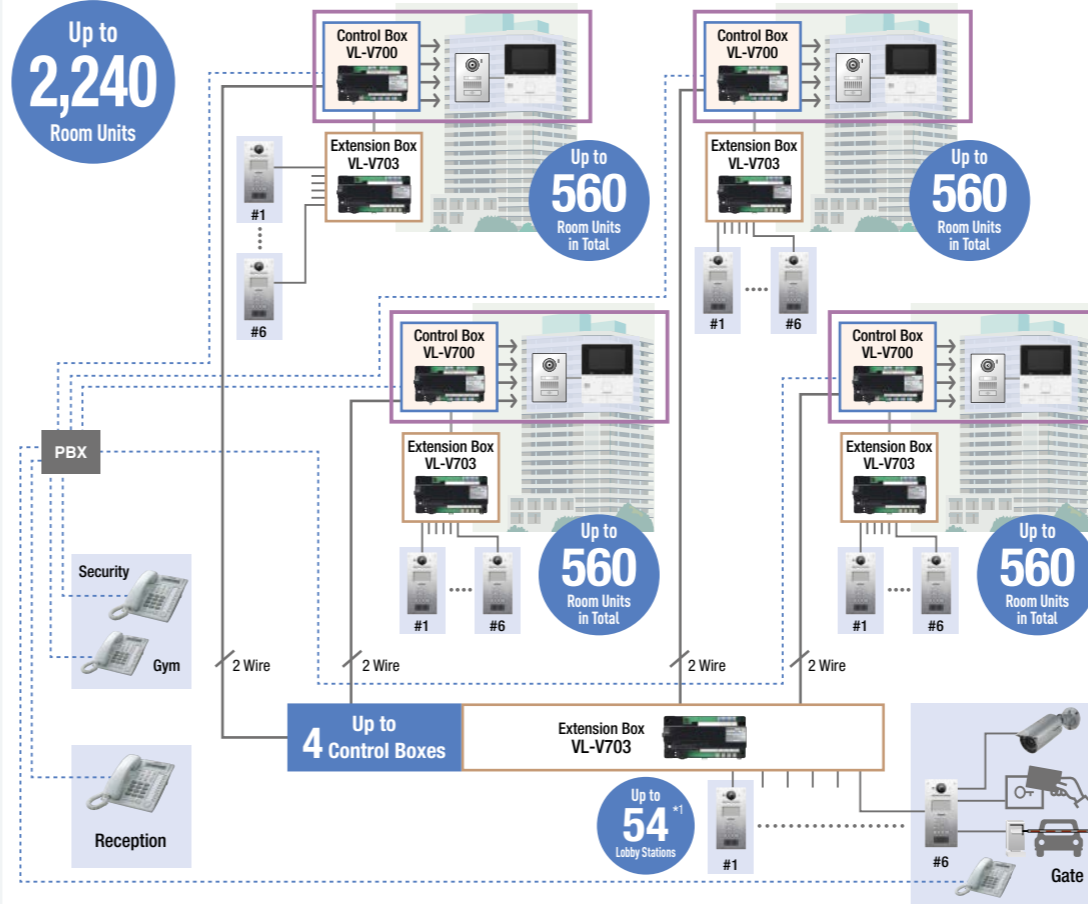 Up to
2,240
Room Units
Control Box
VL-V700
Extension Box
VL-V703
#1
#6
Up to
560
Room Units
in Total
Control Box
VL-V700
Extension Box
VL-V703
#1
#6
Up to
560
Room Units
in Total
Control Box
VL-V700
Extension Box
VL-V703
#1
#6
Up to
560
Room Units
in Total
Control Box
VL-V700
Extension Box
VL-V703
#1
#6
Up to
560
Room Units
in Total
PBX
Security
Gym
Reception
2 Wire
2 Wire
2 Wire
2 Wire
Up to
4 Control Boxes
Extension Box
VL-V703
Up to
54 *1
Lobby Stations
#1
#6
Gate